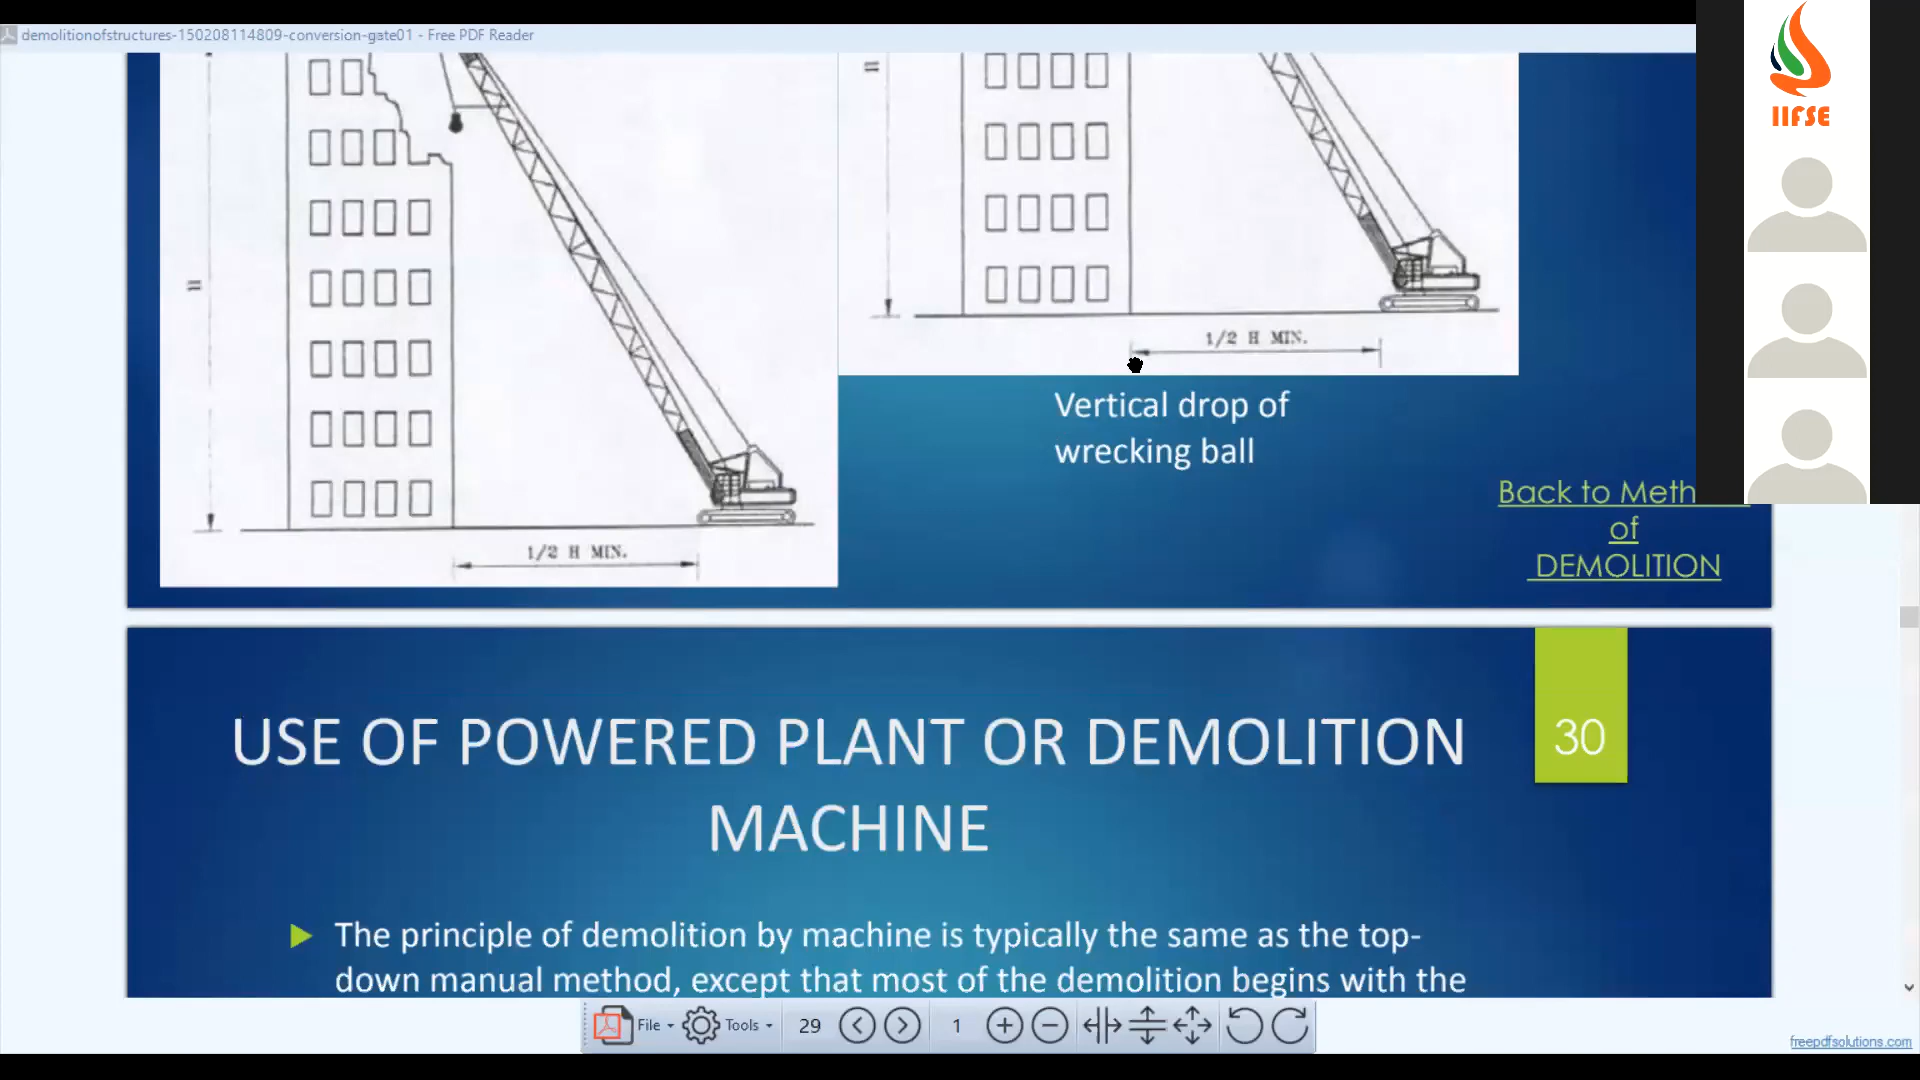 demolitionofstructures-150208114809-conversion-gate01 - Free PDF Reader
IIFSE
H
H
1/2 H MIN.
1/2 H MIN.
Vertical drop of
wrecking ball
Back to Meth
of
DEMOLITION
30
USE OF POWERED PLANT OR DEMOLITION
MACHINE
The principle of demolition by machine is typically the same as the top-
down manual method, except that most of the demolition begins with the
File Tools 29 1
freepdfsolutions.com